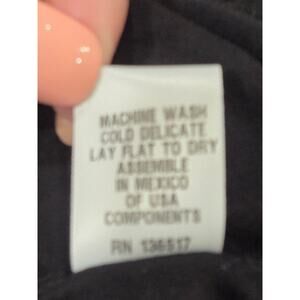 MACHINE WASH
COLD DELICATE
LAY FLAT TO DRY
ASSEMBLE
IN MEXICO
OF USA
COMPONENTS
RN 136517